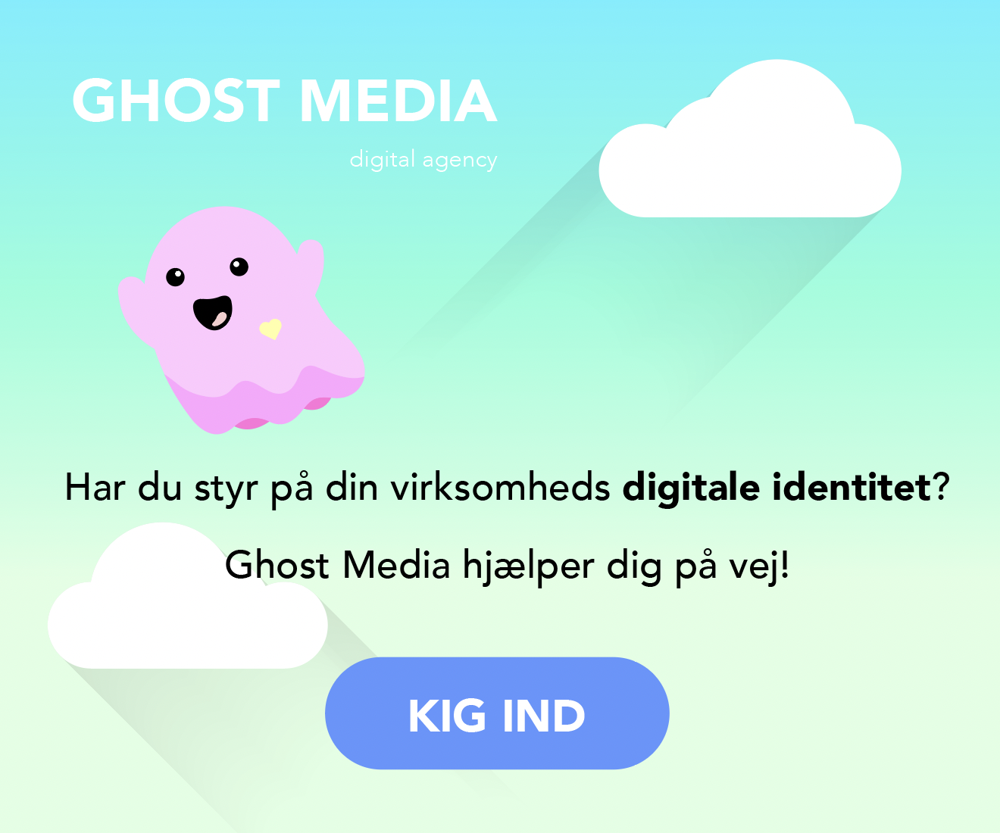 GHOST MEDIA
digital agency
Har du styr på din virksomheds digitale identitet?
Ghost Media hjælper dig på vej!
KIG IND